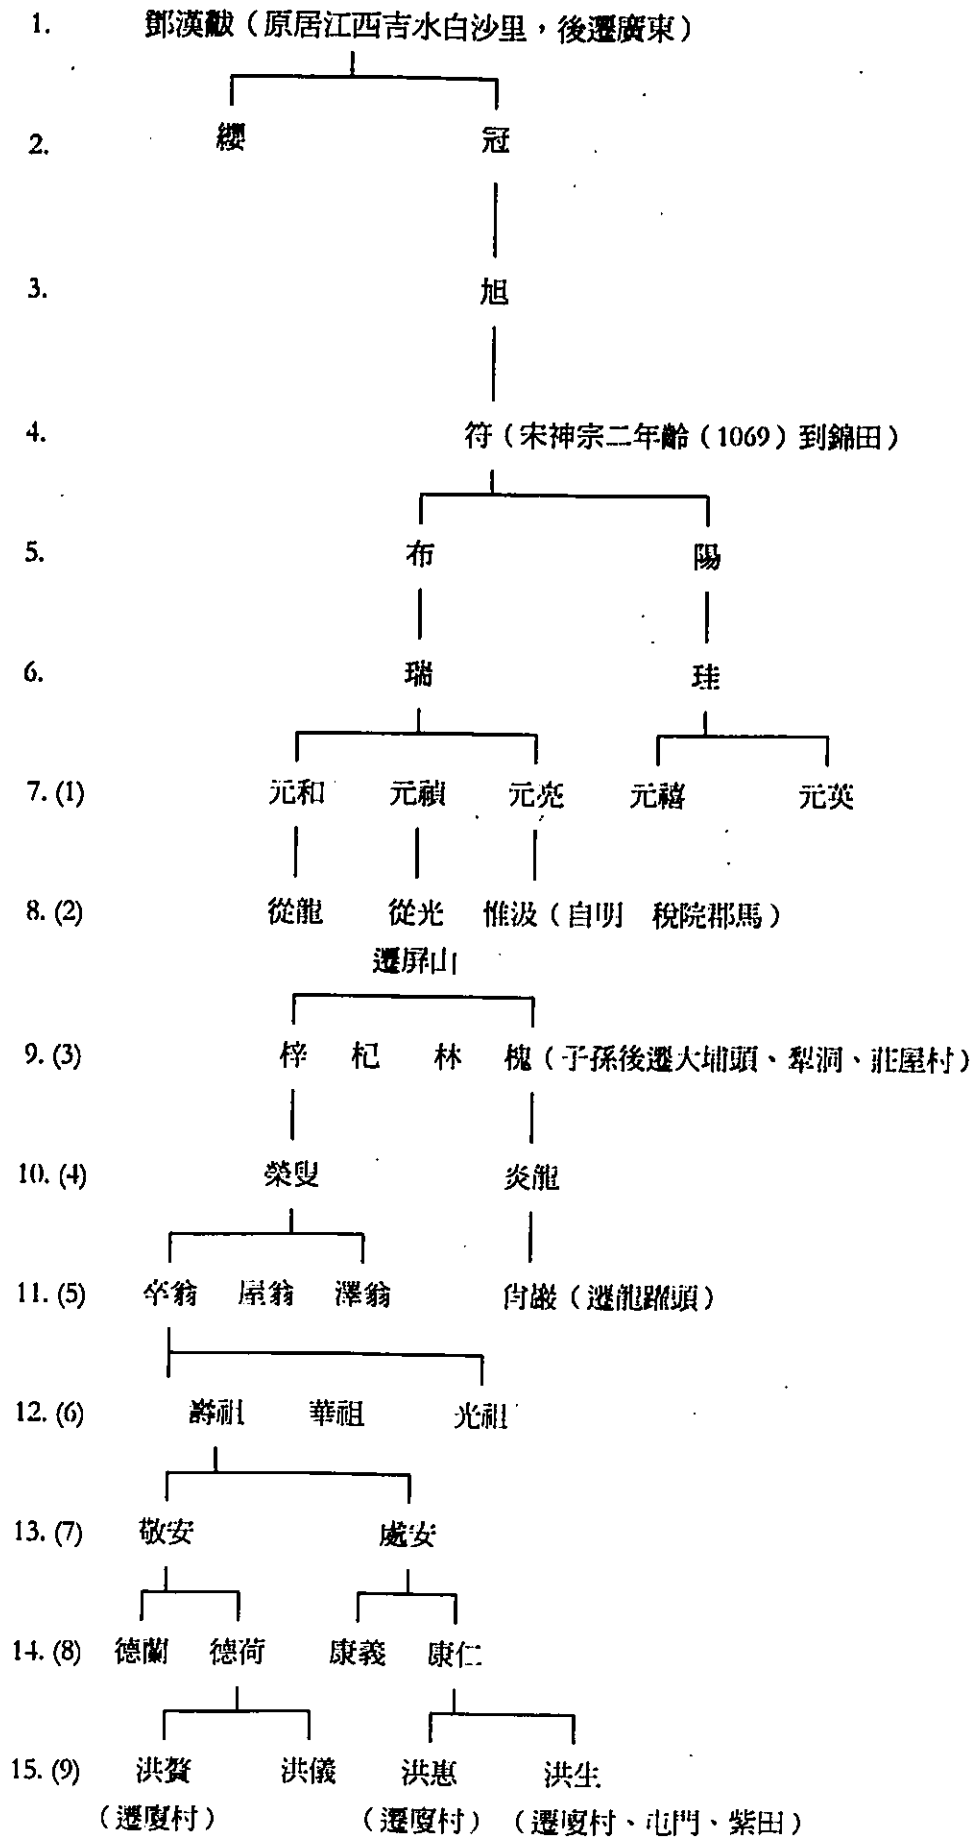 1. 鄧漢黻（原居江西吉水白沙里，後遷廣東）
2. 纓 冠
3. 旭
4. 符（宋神宗二年齡（1069）到錦田）
5. 布 陽
6. 瑞 珪
7. (1) 元和 元禎 元亮 元禧 元英
8. (2) 從龍 從光 惟汲（自明 稅院郡馬）
遷屏山
9. (3) 梓 杞 林 槐（子孫後遷大埔頭、犁洞、莊屋村）
10. (4) 榮叟 炎龍
11. (5) 卒翁 屋翁 澤翁 巖（遷龍躍頭）
12. (6) 爵祖 華祖 光祖
13. (7) 敬安 處安
14. (8) 德蘭 德荷 康義 康仁
15. (9) 洪贄 洪儀 洪惠 洪生
（遷廈村） （遷廈村）（遷廈村、屯門、紫田）